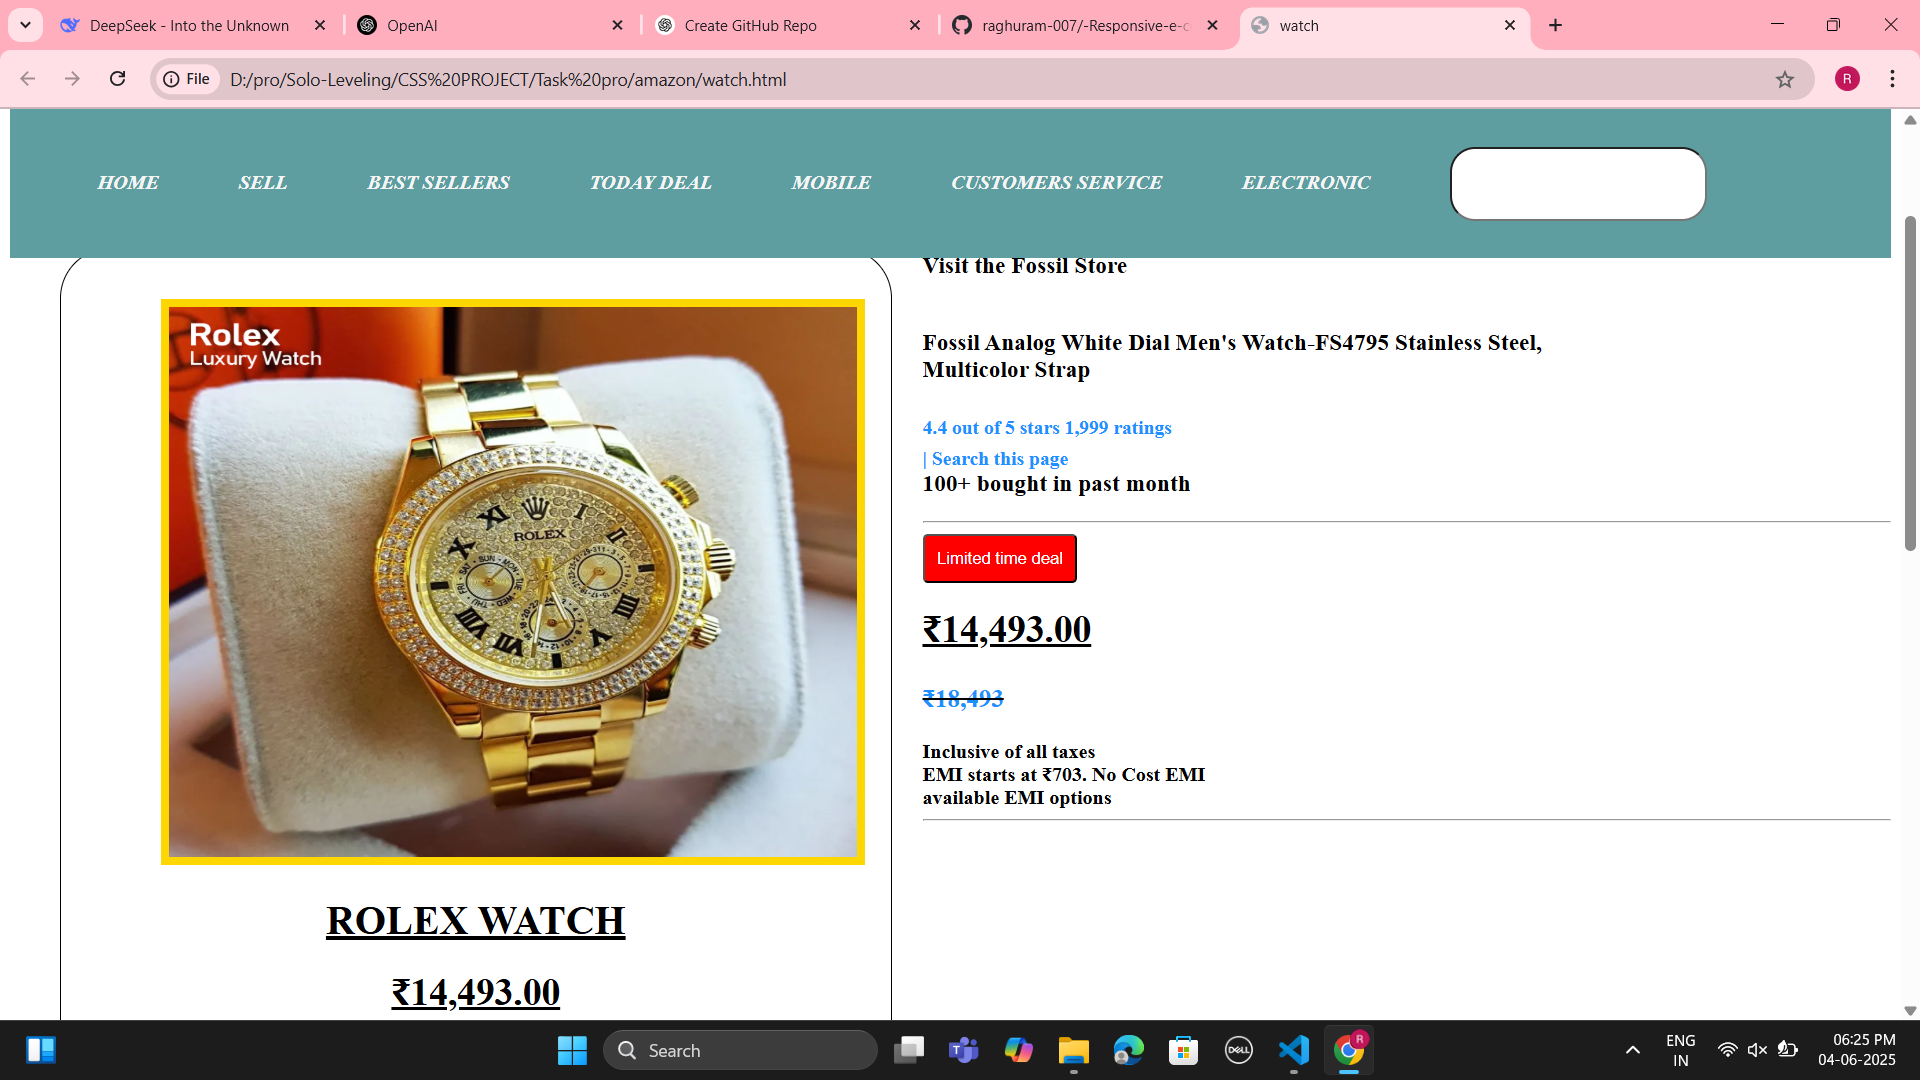 DeepSeek - Into the Unknown
OpenAI
Create GitHub Repo
raghuram-007/-Responsive-e-c
watch
File
D:/pro/Solo-Leveling/CSS%20PROJECT/Task%20pro/amazon/watch.html
R
HOME
SELL
BEST SELLERS
TODAY DEAL
MOBILE
CUSTOMERS SERVICE
ELECTRONIC
Rolex
Luxury Watch
ROLEX
ROLEX WATCH
₹14,493.00
Visit the Fossil Store
Fossil Analog White Dial Men's Watch-FS4795 Stainless Steel,
Multicolor Strap
4.4 out of 5 stars 1,999 ratings
| Search this page
100+ bought in past month
Limited time deal
₹14,493.00
₹18,493
Inclusive of all taxes
EMI starts at ₹703. No Cost EMI
available EMI options
Search
DELL
R
ENG
IN
06:25 PM
04-06-2025